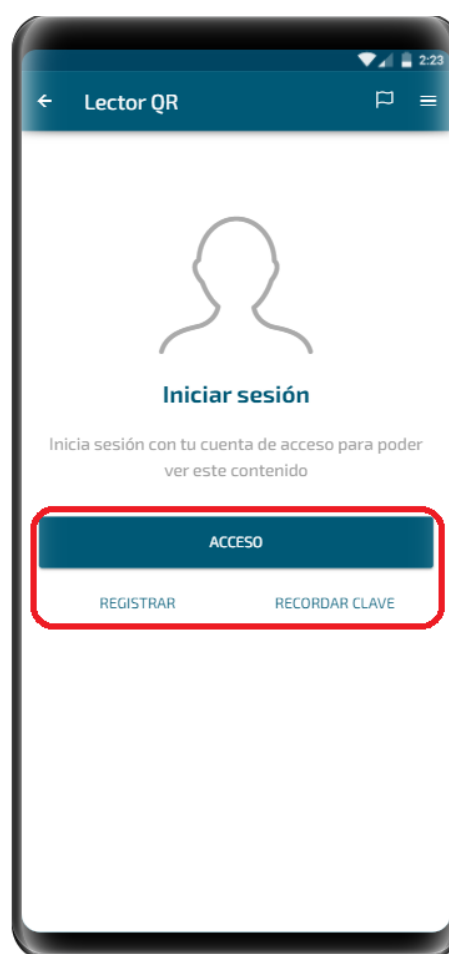 2:23
Lector QR
Iniciar sesión
Inicia sesión con tu cuenta de acceso para poder
ver este contenido
ACCESO
REGISTRAR RECORDAR CLAVE